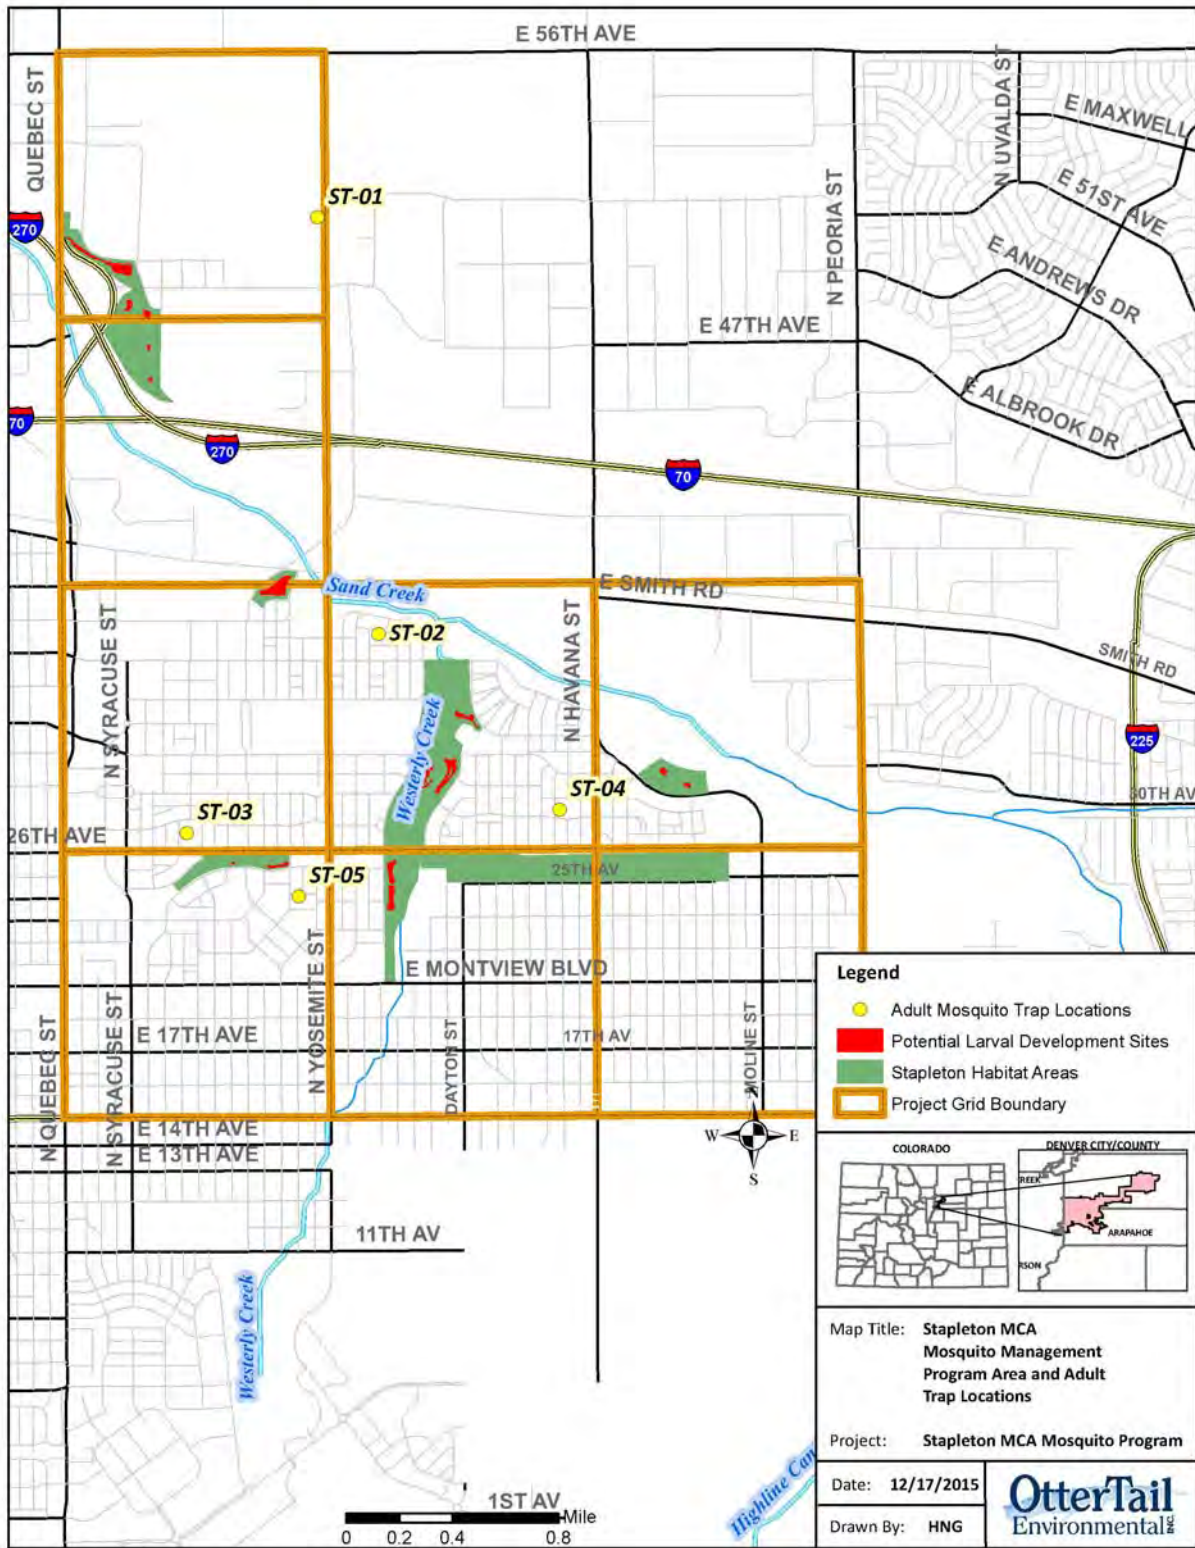 E 56TH AVE
QUEBEC ST
N UVALDA ST
E MAXWELL
ST-01
N PEORIA ST
E 51ST AVE
270
E ANDREWS DR
E 47TH AVE
E ALBROOK DR
70
270
70
Sand Creek
E SMITH RD
N SYRACUSE ST
ST-02
N HAVANA ST
SMITH RD
Westerly Creek
225
ST-04
30TH AV
ST-03
26TH AVE
ST-05
25TH AV
N YOSEMITE ST
E MONTVIEW BLVD
N QUEBEC ST
N SYRACUSE ST
E 17TH AVE
DAYTON ST
17TH AV
MOLINE ST
E 14TH AVE
E 13TH AVE
11TH AV
Westerly Creek
1ST AV
Mile
0 0.2 0.4 0.8
Highline Can
N
W E
S
Legend
Adult Mosquito Trap Locations
Potential Larval Development Sites
Stapleton Habitat Areas
Project Grid Boundary
COLORADO
DENVER CITY/COUNTY
REEK
ARAPAHOE
RSON
Map Title: Stapleton MCA
Mosquito Management
Program Area and Adult
Trap Locations
Project: Stapleton MCA Mosquito Program
Date: 12/17/2015
Drawn By: HNG
OtterTail
Environmental INC.